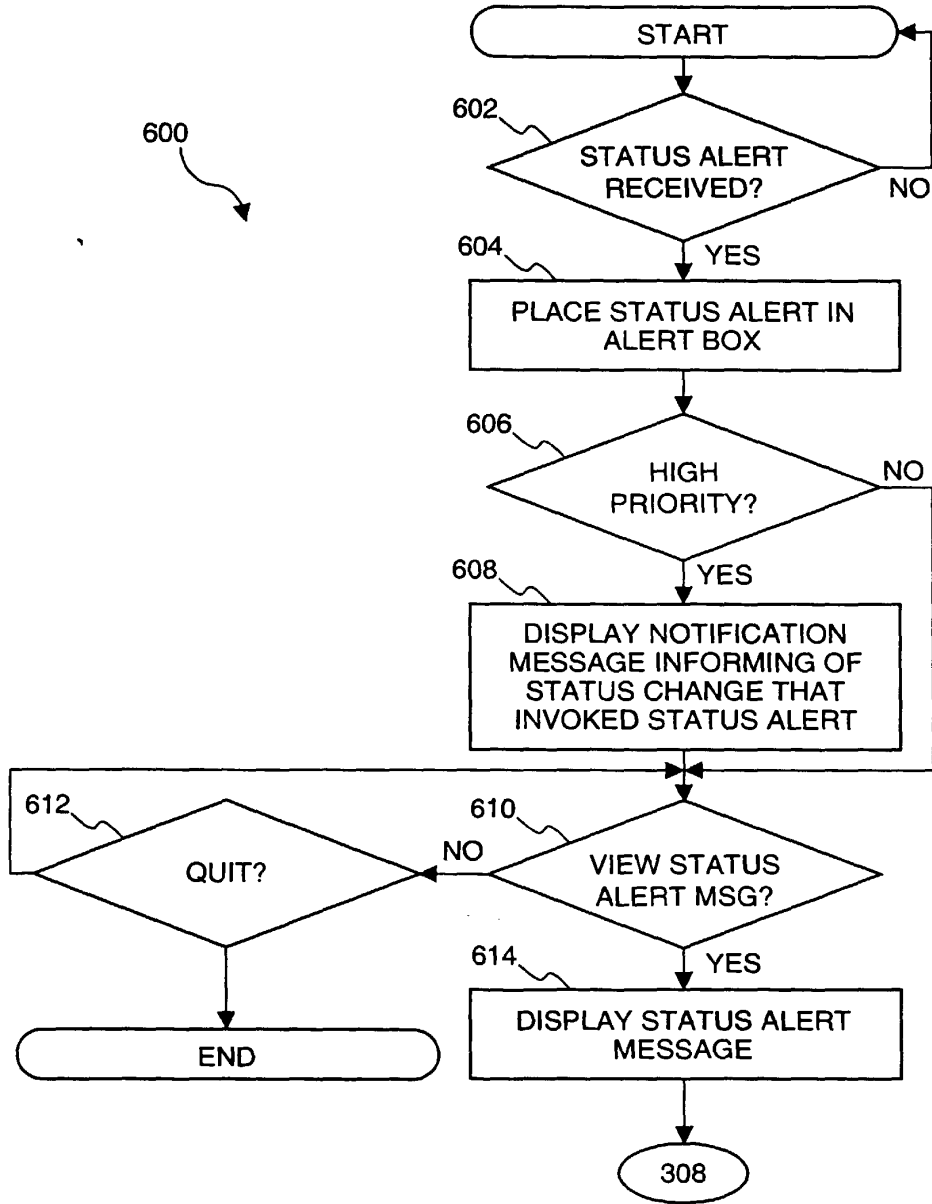 START
600
602
STATUS ALERT
RECEIVED?
NO
YES
604
PLACE STATUS ALERT IN
ALERT BOX
606
HIGH
PRIORITY?
NO
YES
608
DISPLAY NOTIFICATION
MESSAGE INFORMING OF
STATUS CHANGE THAT
INVOKED STATUS ALERT
612
QUIT?
NO
610
VIEW STATUS
ALERT MSG?
YES
614
DISPLAY STATUS ALERT
MESSAGE
END
308